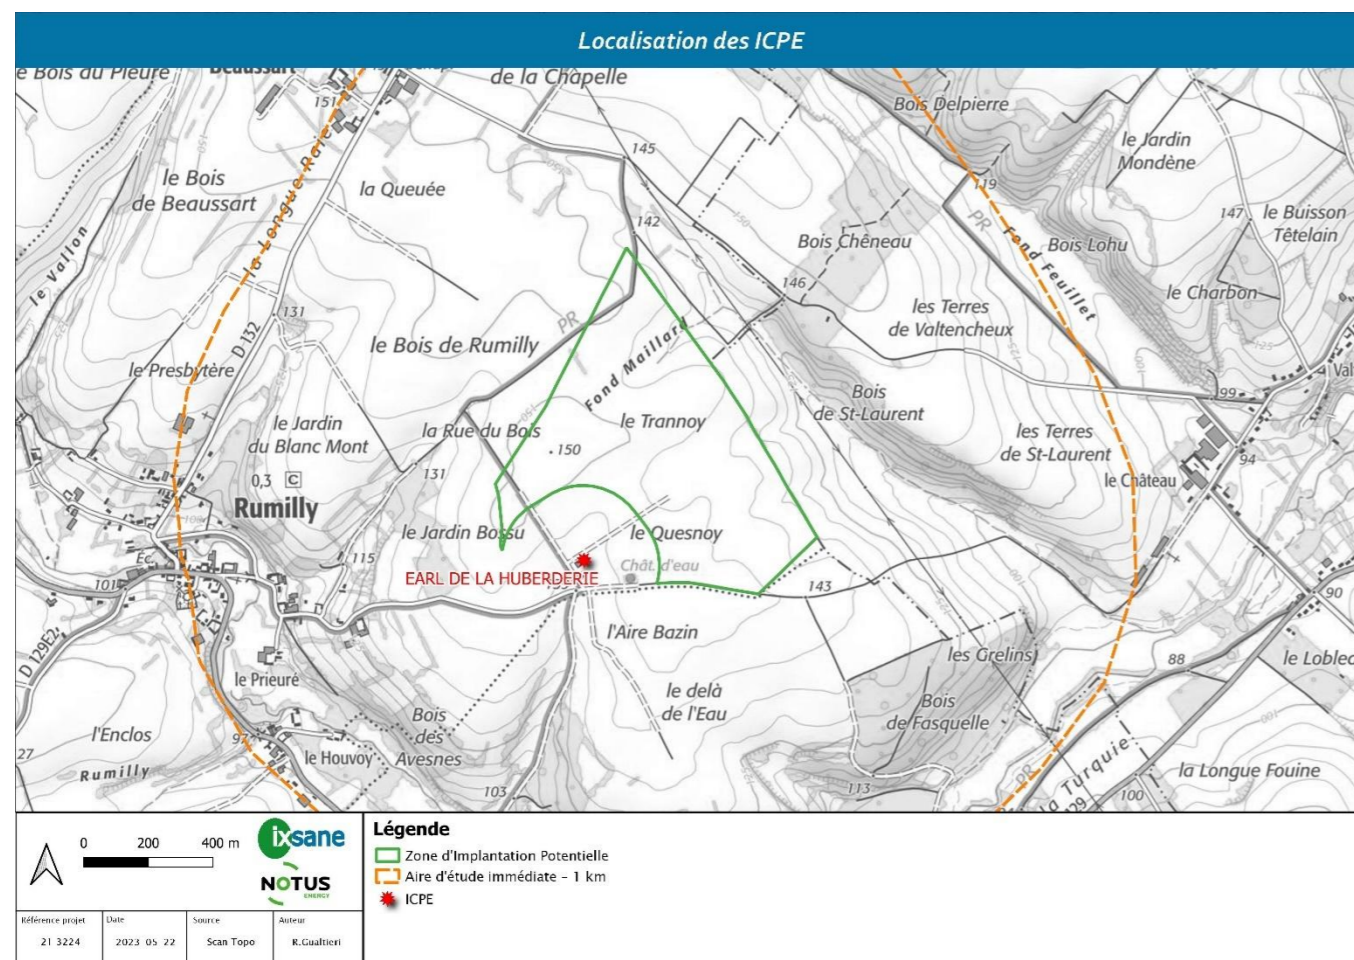 Localisation des ICPE
e Bois du Pleure
Beaussart
de la Chapelle
Bois Delpierre
151
le Jardin
Mondène
145
le Bois
de Beaussart
la Queuée
119
147
le Buisson
Têtelain
142
PR
150
la Longue Raie
Bois Chêneau
Fond Feuillet
Bois Lohu
le Vallon
146
le Charbon
131
les Terres
de Valtencheux
D 132
PR
le Bois de Rumilly
Fond Maillard
125
le Presbytère
100
Val
99
Bois
de St-Laurent
le Jardin
du Blanc Mont
la Rue du Bois
le Trannoy
les Terres
de St-Laurent
150
94
131
0,3 C
le Château
Rumilly
le Jardin Bossu
le Quesnoy
Éc.
115
Chât. d'eau
101
EARL DE LA HUBERDERIE
143
90
l'Aire Bazin
D 129E2
les Grelins
88
le Loblec
le Prieuré
le delà
de l'Eau
Bois
de Fasquelle
Bois
des
Avesnes
l'Enclos
97
27
le Houvoy
Rumilly
PR
la Turquie
la Longue Fouine
103
113
129
100
Légende
Zone d'Implantation Potentielle
Aire d'étude immédiate - 1 km
ICPE
0 200 400 m
ixsane
NOTUS
ENERGY
Référence projet
21 3224
Date
2023 05 22
Source
Scan Topo
Auteur
R.Gualtieri